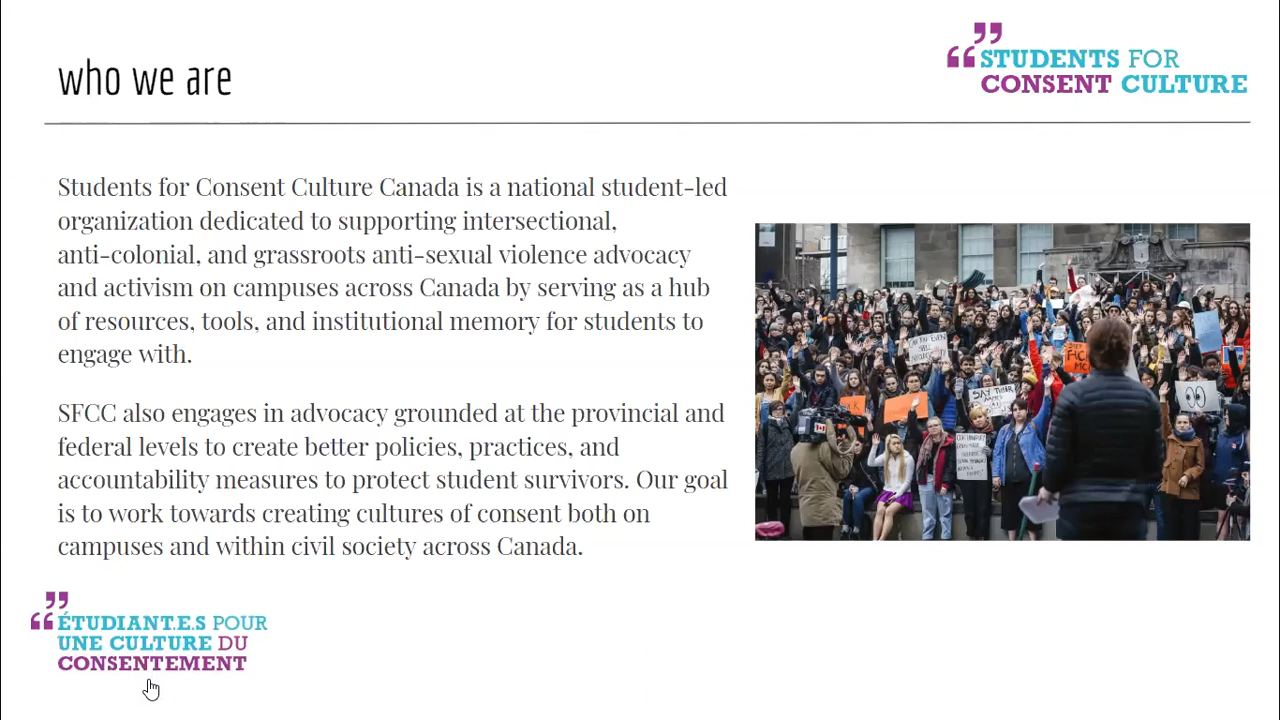 who we are
STUDENTS FOR
CONSENT CULTURE
Students for Consent Culture Canada is a national student-led
organization dedicated to supporting intersectional,
anti-colonial, and grassroots anti-sexual violence advocacy
and activism on campuses across Canada by serving as a hub
of resources, tools, and institutional memory for students to
engage with.
SFCC also engages in advocacy grounded at the provincial and
federal levels to create better policies, practices, and
accountability measures to protect student survivors. Our goal
is to work towards creating cultures of consent both on
campuses and within civil society across Canada.
SAY THEIR
ÉTUDIANT.E.S POUR
UNE CULTURE DU
CONSENTEMENT